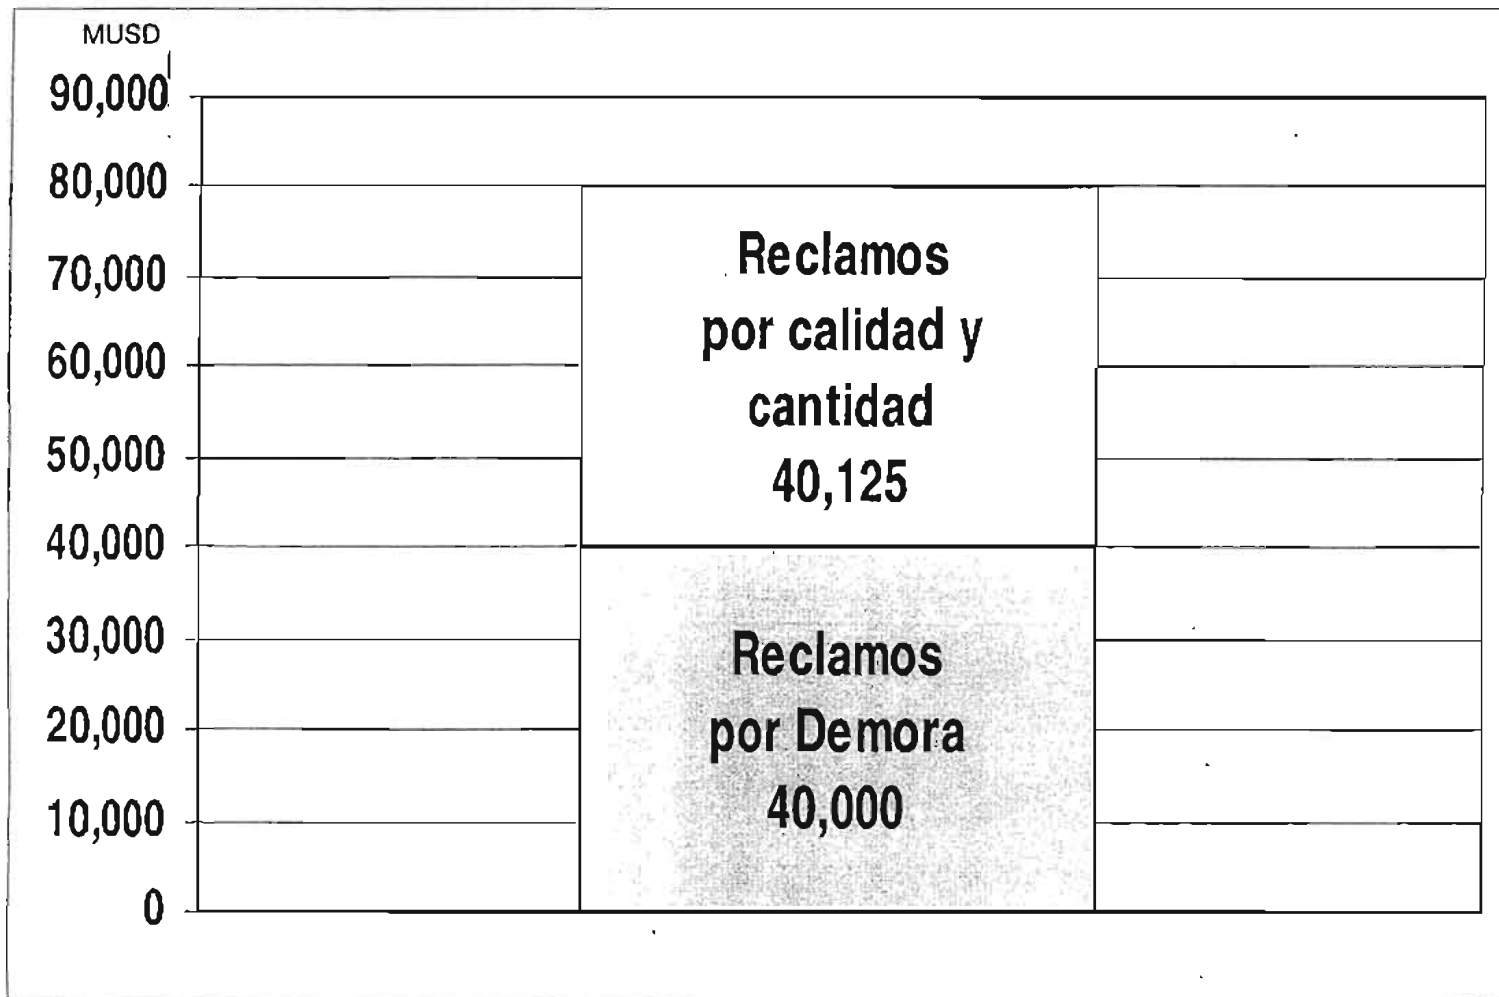 MUSD
90,000
80,000
70,000
60,000
50,000
40,000
30,000
20,000
10,000
0
Reclamos
por calidad y
cantidad
40,125
Reclamos
por Demora
40,000